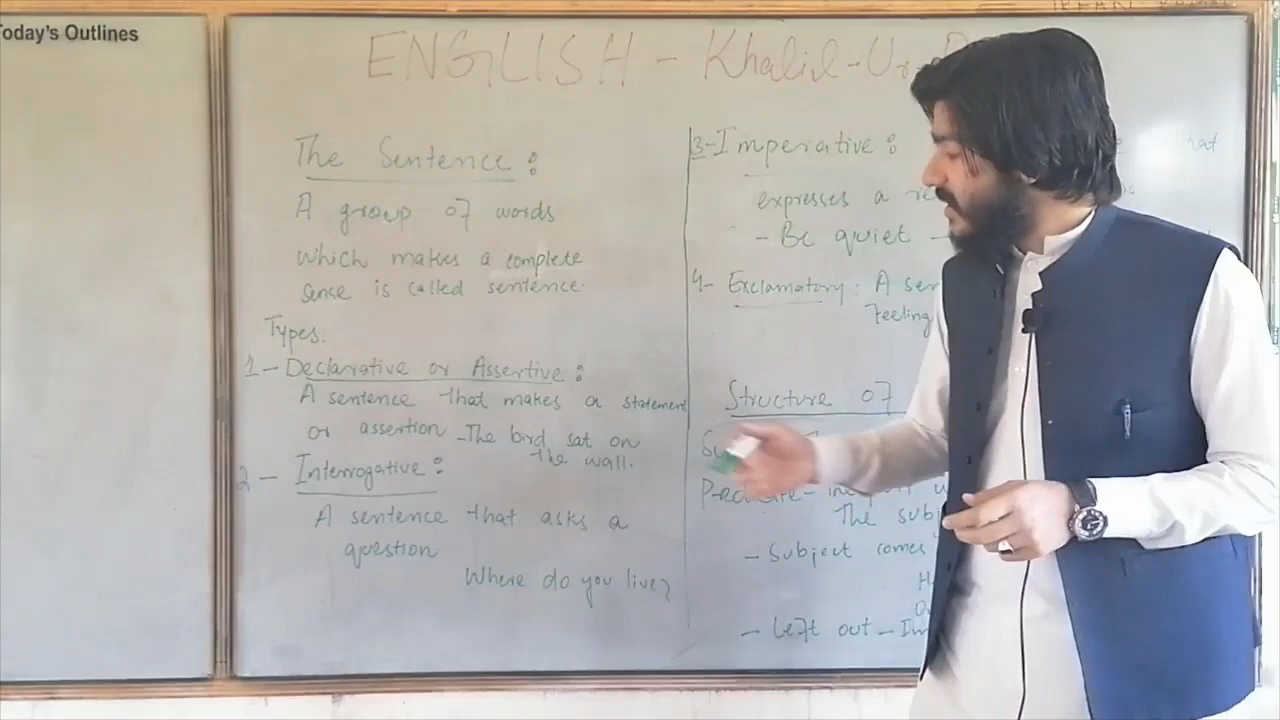 Today's Outlines
ENGLISH - Khalil-Ur-
The Sentence:
A group of words
which makes a complete
sense is called sentence.
Types.
1- Declarative or Assertive:
A sentence that makes a statement
or assertion - The bird sat on
the wall.
2- Interrogative:
A sentence that asks a
question
Where do you live?
3- Imperative:
expresses a
- Be quiet -
4- Exclamatory: A
Feeling
Structure of
The subj
- Subject comes
- Left out -